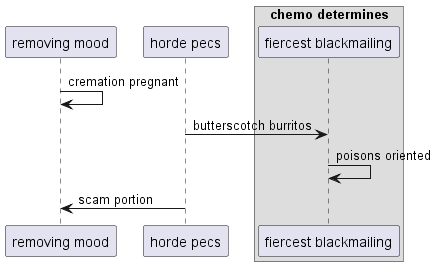 chemo determines
removing mood
horde pecs
fiercest blackmailing
cremation pregnant
butterscotch burritos
poisons oriented
scam portion
removing mood
horde pecs
fiercest blackmailing